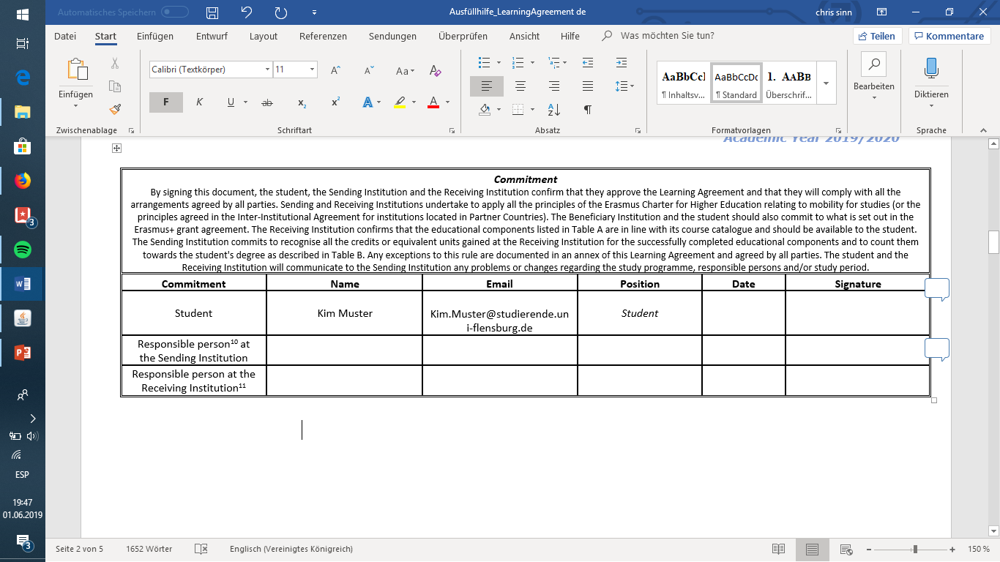 Automatisches Speichern
Ausfüllhilfe_LearningAgreement de
chris sinn
Datei Start Einfügen Entwurf Layout Referenzen Sendungen Überprüfen Ansicht Hilfe Was möchten Sie tun? Teilen Kommentare
Calibri (Textkörper) 11
Einfügen
F K U ab x₂ x² A A
AaBbCcI AaBbCcDc 1. AABB
¶ Inhaltsv... ¶ Standard Überschrif...
Bearbeiten
Diktieren
Zwischenablage Schriftart Absatz Formatvorlagen Sprache
Academic Year 2019/2020
Commitment
By signing this document, the student, the Sending Institution and the Receiving Institution confirm that they approve the Learning Agreement and that they will comply with all the
arrangements agreed by all parties. Sending and Receiving Institutions undertake to apply all the principles of the Erasmus Charter for Higher Education relating to mobility for studies (or the
principles agreed in the Inter-Institutional Agreement for institutions located in Partner Countries). The Beneficiary Institution and the student should also commit to what is set out in the
Erasmus+ grant agreement. The Receiving Institution confirms that the educational components listed in Table A are in line with its course catalogue and should be available to the student.
The Sending Institution commits to recognise all the credits or equivalent units gained at the Receiving Institution for the successfully completed educational components and to count them
towards the student's degree as described in Table B. Any exceptions to this rule are documented in an annex of this Learning Agreement and agreed by all parties. The student and the
Receiving Institution will communicate to the Sending Institution any problems or changes regarding the study programme, responsible persons and/or study period.
Commitment Name Email Position Date Signature
Student Kim Muster Kim.Muster@studierende.un Student
i-flensburg.de
Responsible person¹⁰ at
the Sending Institution
Responsible person at the
Receiving Institution¹¹
3
ESP
19:47
01.06.2019
3
Seite 2 von 5 1652 Wörter Englisch (Vereinigtes Königreich) 150 %